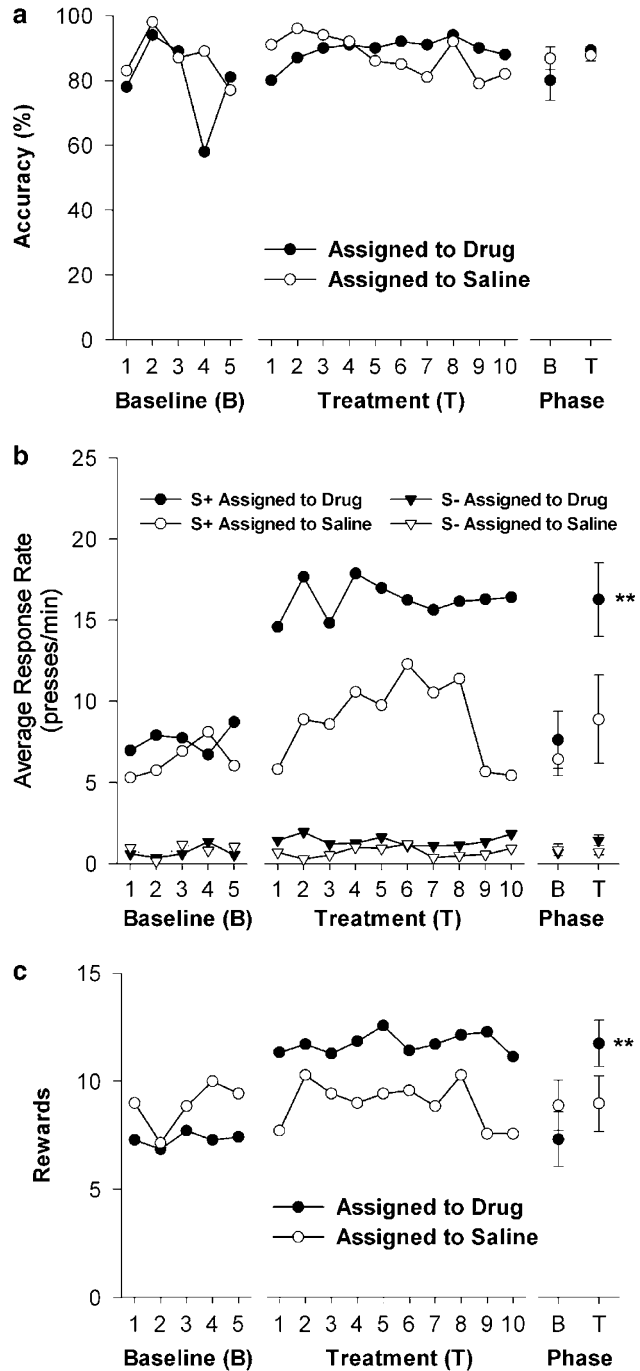 a
100
80
60
40
20
0
Accuracy (%)
Assigned to Drug
Assigned to Saline
1 2 3 4 5 1 2 3 4 5 6 7 8 9 10 B T
Baseline (B) Treatment (T) Phase
b
25
20
15
10
5
0
Average Response Rate
(presses/min)
S+ Assigned to Drug S- Assigned to Drug
S+ Assigned to Saline S- Assigned to Saline
**
1 2 3 4 5 1 2 3 4 5 6 7 8 9 10 B T
Baseline (B) Treatment (T) Phase
c
15
10
5
0
Rewards
**
Assigned to Drug
Assigned to Saline
1 2 3 4 5 1 2 3 4 5 6 7 8 9 10 B T
Baseline (B) Treatment (T) Phase